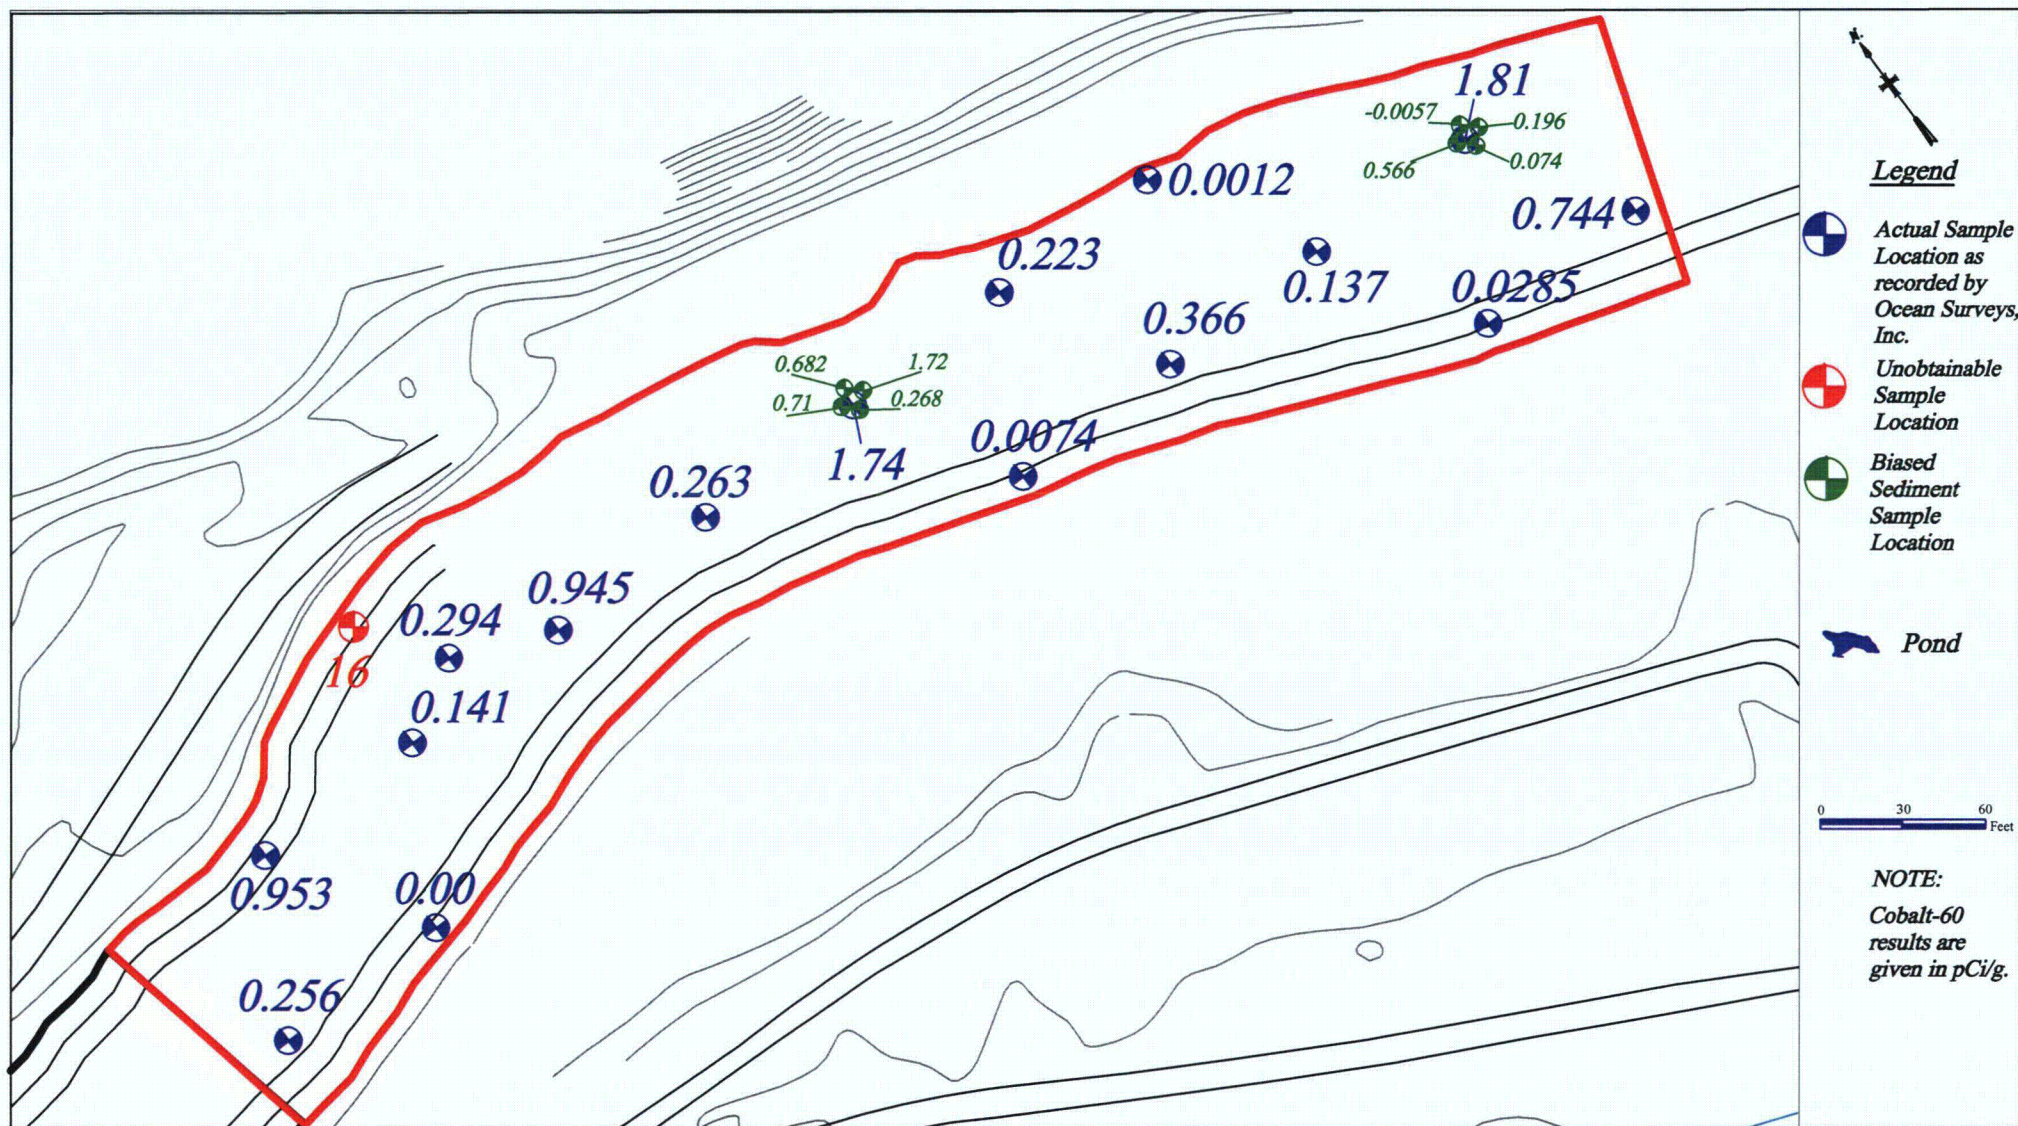 N.
1.81
-0.0057
0.196
0.566
0.074
0.0012
0.744
0.223
0.137
0.0285
0.366
0.682
1.72
0.71
0.268
1.74
0.0074
0.263
0.945
0.294
16
0.141
0.953
0.00
0.256
Legend
Actual Sample
Location as
recorded by
Ocean Surveys,
Inc.
Unobtainable
Sample
Location
Biased
Sediment
Sample
Location
Pond
0 30 60
Feet
NOTE:
Cobalt-60
results are
given in pCi/g.